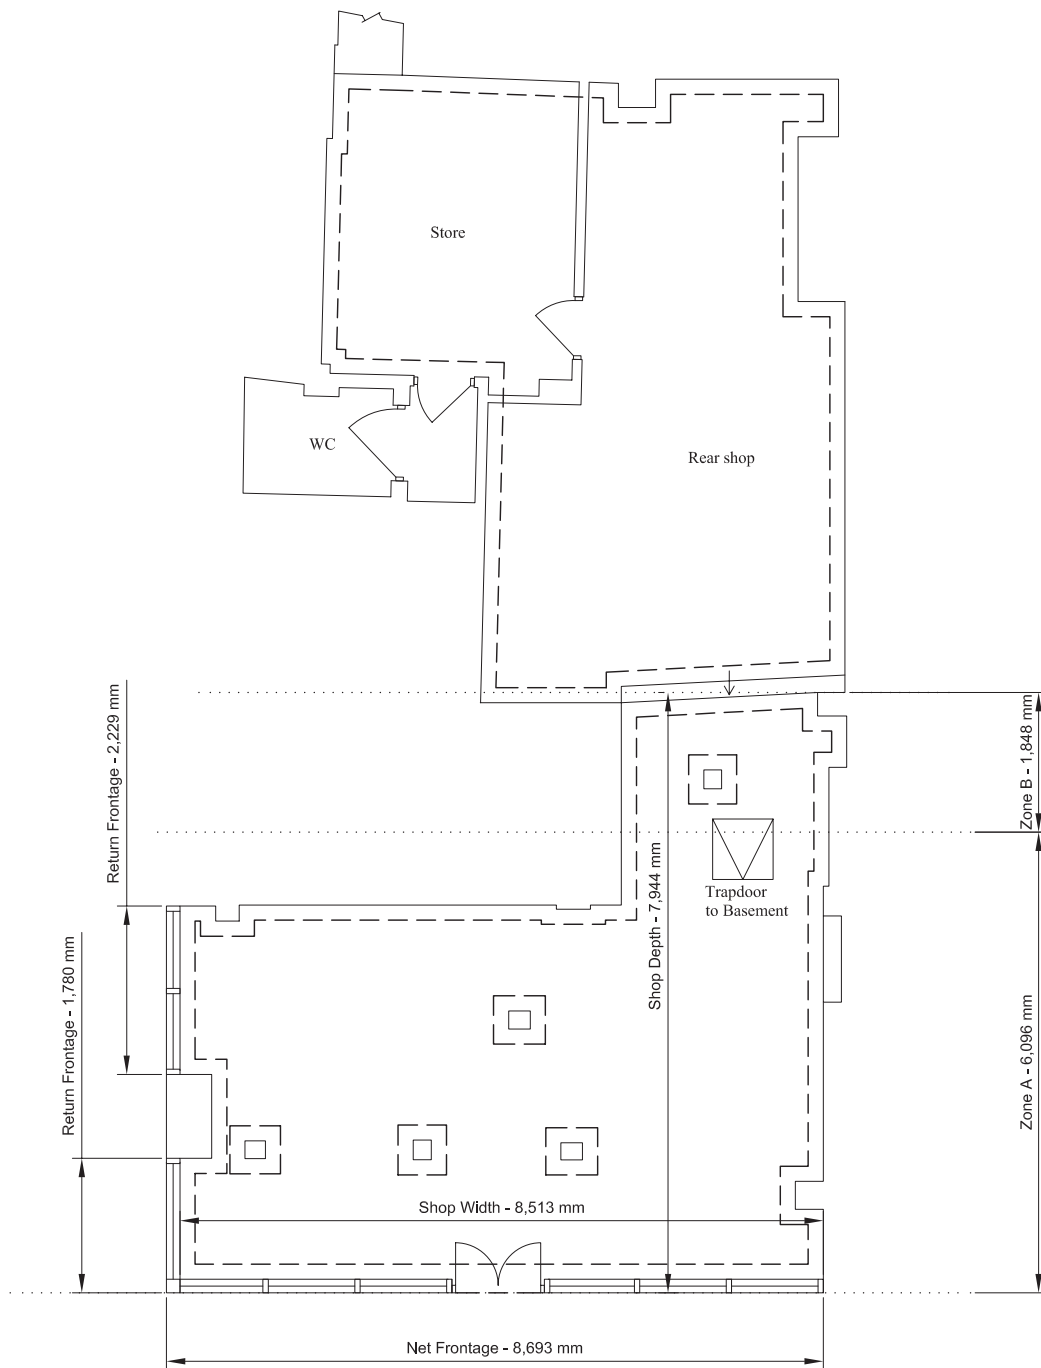 Store
WC
Rear shop
Return Frontage - 2,229 mm
Zone B - 1,848 mm
Shop Depth - 7,944 mm
Trapdoor
to Basement
Return Frontage - 1,780 mm
Zone A - 6,096 mm
Shop Width - 8,513 mm
Net Frontage - 8,693 mm